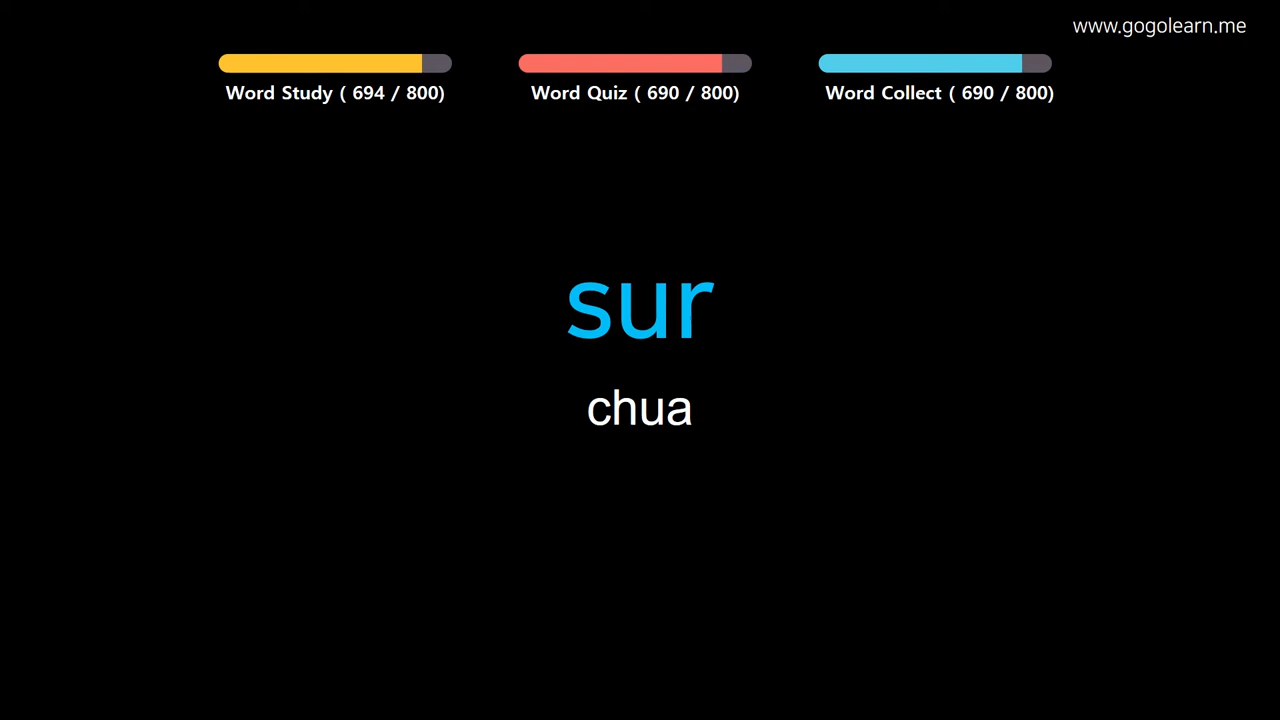 www.gogolearn.me
Word Study ( 694 / 800)
Word Quiz ( 690 / 800)
Word Collect ( 690 / 800)
sur
chua